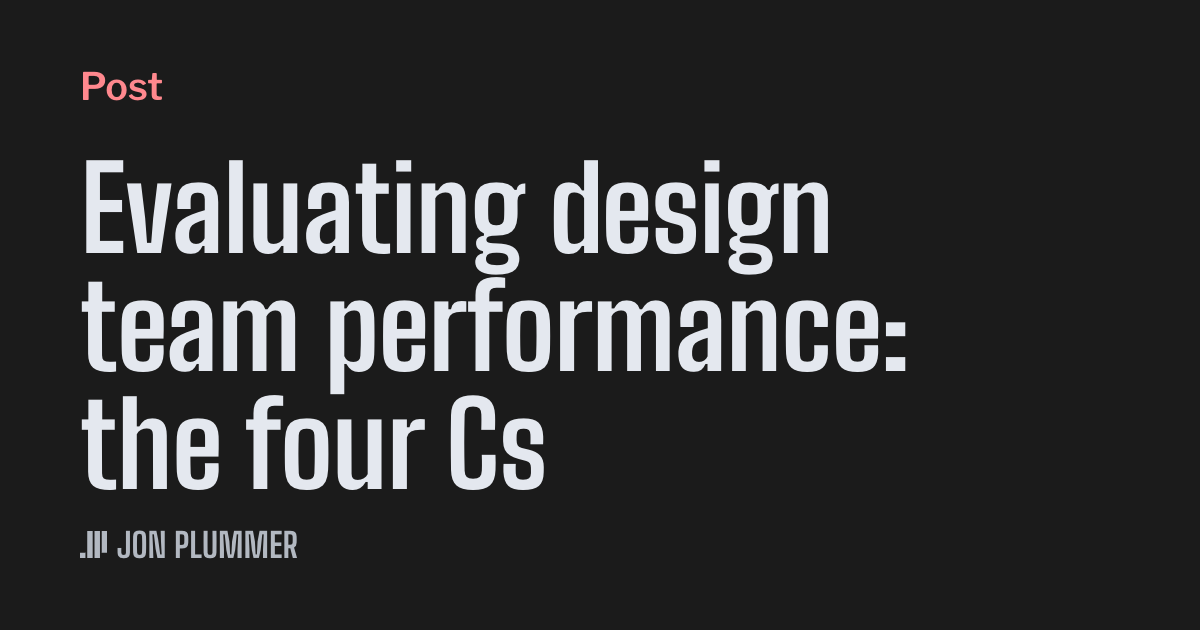 Post
Evaluating design
team performance:
the four Cs
JON PLUMMER